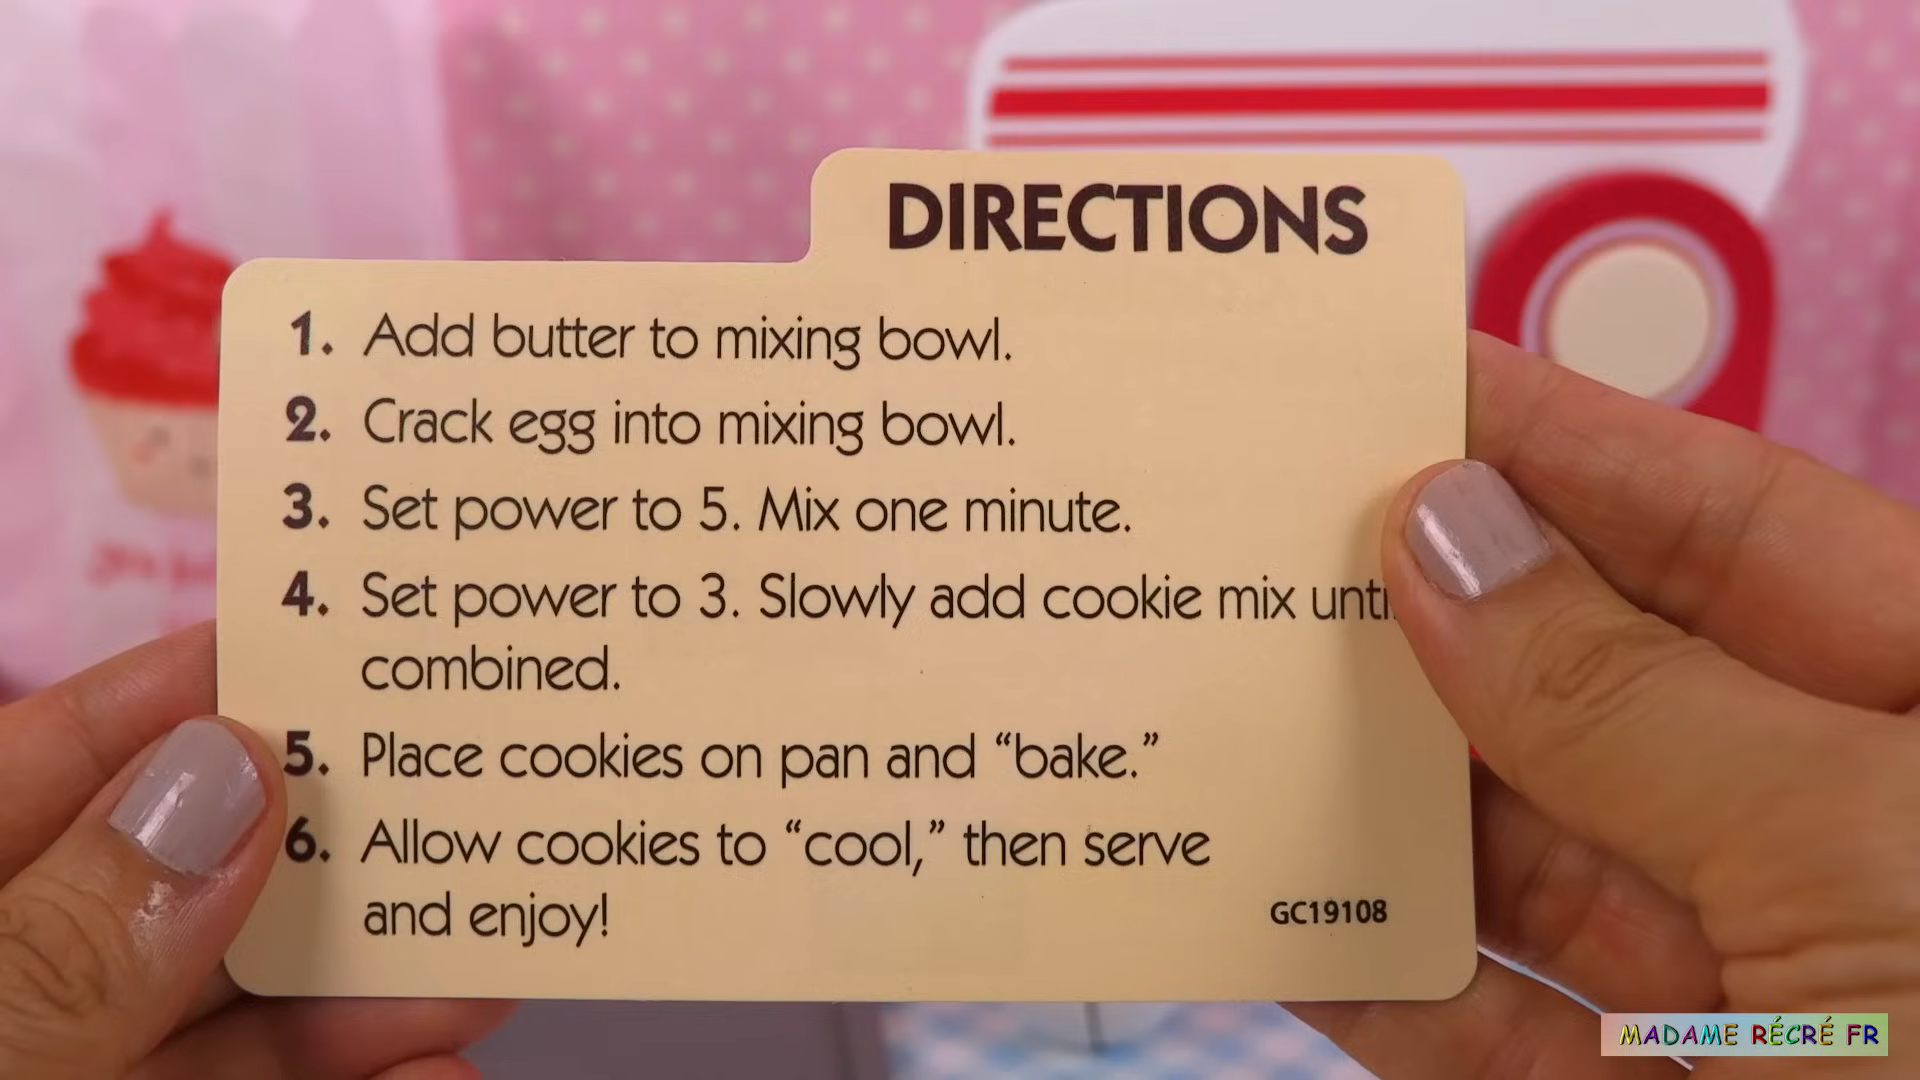 DIRECTIONS
1. Add butter to mixing bowl.
2. Crack egg into mixing bowl.
3. Set power to 5. Mix one minute.
4. Set power to 3. Slowly add cookie mix until
combined.
5. Place cookies on pan and “bake.”
6. Allow cookies to “cool,” then serve
and enjoy!
GC19108
MADAME RÉCRÉ FR